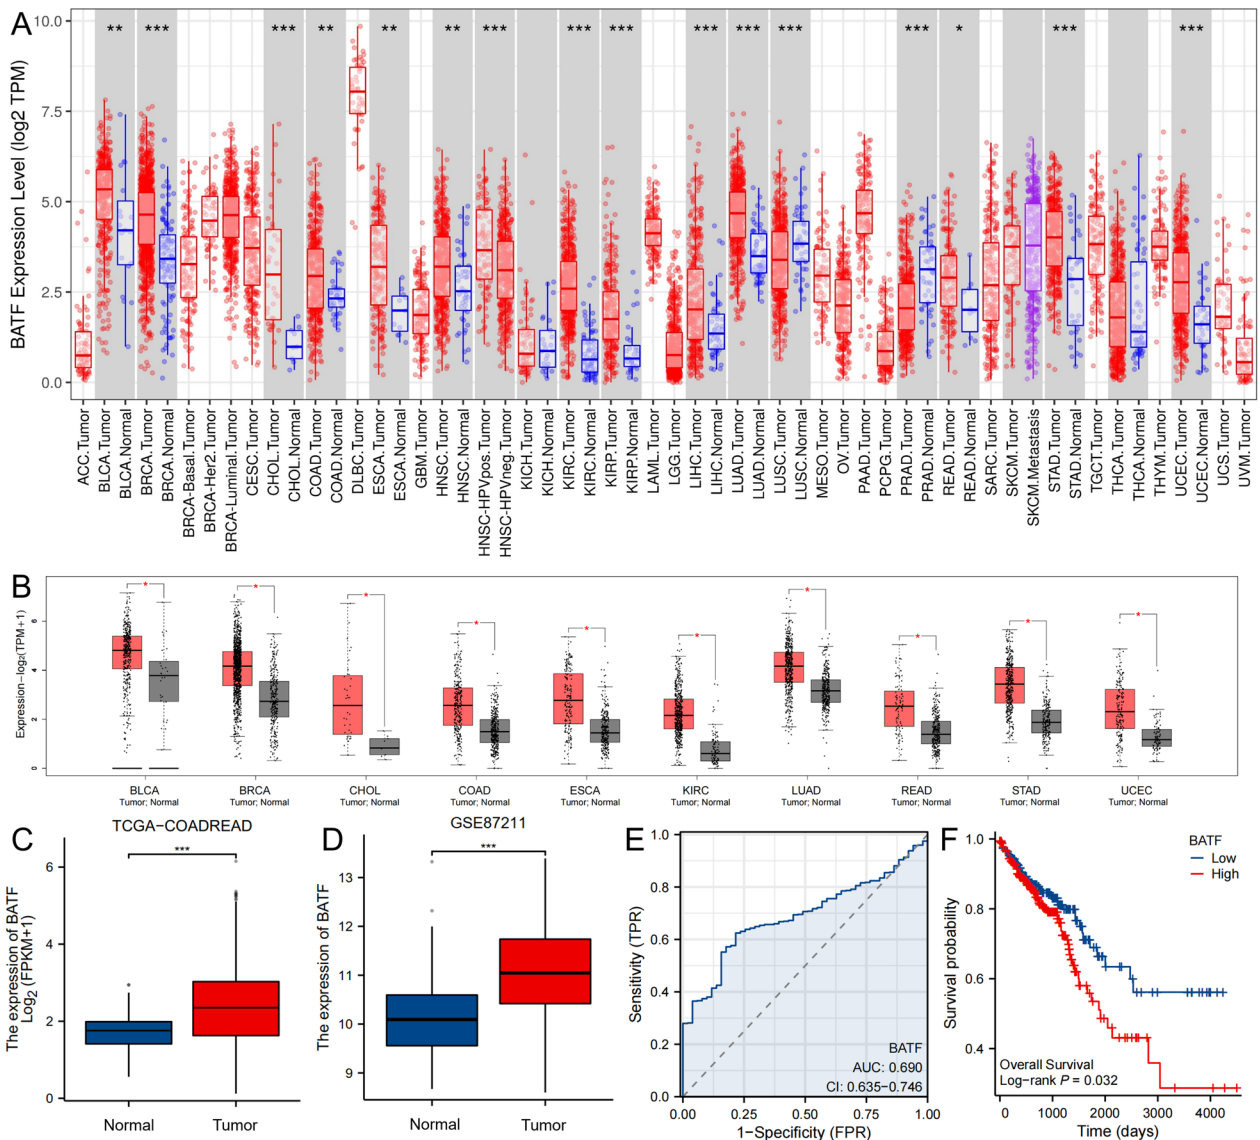 A
BATF Expression Level (log2 TPM)
10.0
7.5
5.0
2.5
0.0
** *** *** ** ** ** *** *** *** *** *** *** *** * *** ***
ACC.Tumor
BLCA.Tumor
BLCA.Normal
BRCA.Tumor
BRCA.Normal
BRCA-Basal.Tumor
BRCA-Her2.Tumor
BRCA-Luminal.Tumor
CESC.Tumor
CHOL.Tumor
CHOL.Normal
COAD.Tumor
COAD.Normal
DLBC.Tumor
ESCA.Tumor
ESCA.Normal
GBM.Tumor
HNSC.Tumor
HNSC.Normal
HNSC-HPVpos.Tumor
HNSC-HPVneg.Tumor
KICH.Tumor
KICH.Normal
KIRC.Tumor
KIRC.Normal
KIRP.Tumor
KIRP.Normal
LAML.Tumor
LGG.Tumor
LIHC.Tumor
LIHC.Normal
LUAD.Tumor
LUAD.Normal
LUSC.Tumor
LUSC.Normal
MESO.Tumor
OV.Tumor
PAAD.Tumor
PCPG.Tumor
PRAD.Tumor
PRAD.Normal
READ.Tumor
READ.Normal
SARC.Tumor
SKCM.Tumor
SKCM.Metastasis
STAD.Tumor
STAD.Normal
TGCT.Tumor
THCA.Tumor
THCA.Normal
THYM.Tumor
UCEC.Tumor
UCEC.Normal
UCS.Tumor
UVM.Tumor
B
Expression-log₂(TPM+1)
6
4
2
0
* * * * * * * * * *
BLCA BRCA CHOL COAD ESCA KIRC LUAD READ STAD UCEC
Tumor; Normal Tumor; Normal Tumor; Normal Tumor; Normal Tumor; Normal Tumor; Normal Tumor; Normal Tumor; Normal Tumor; Normal Tumor; Normal
C
TCGA-COADREAD
***
The expression of BATF
Log₂ (FPKM+1)
6
4
2
0
Normal Tumor
D
GSE87211
***
The expression of BATF
13
12
11
10
9
Normal Tumor
E
Sensitivity (TPR)
1.0
0.8
0.6
0.4
0.2
0.0
BATF
AUC: 0.690
CI: 0.635-0.746
0.00 0.25 0.50 0.75 1.00
1-Specificity (FPR)
F
BATF
Low
High
Survival probability
1.0
0.8
0.6
0.4
Overall Survival
Log-rank P = 0.032
0 1000 2000 3000 4000
Time (days)